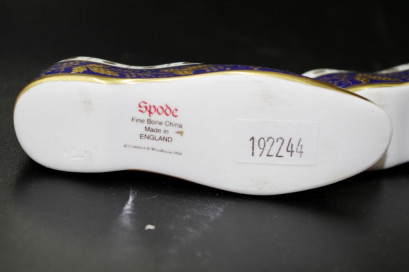 Spode
Fine Bone China
Made in
ENGLAND
192244